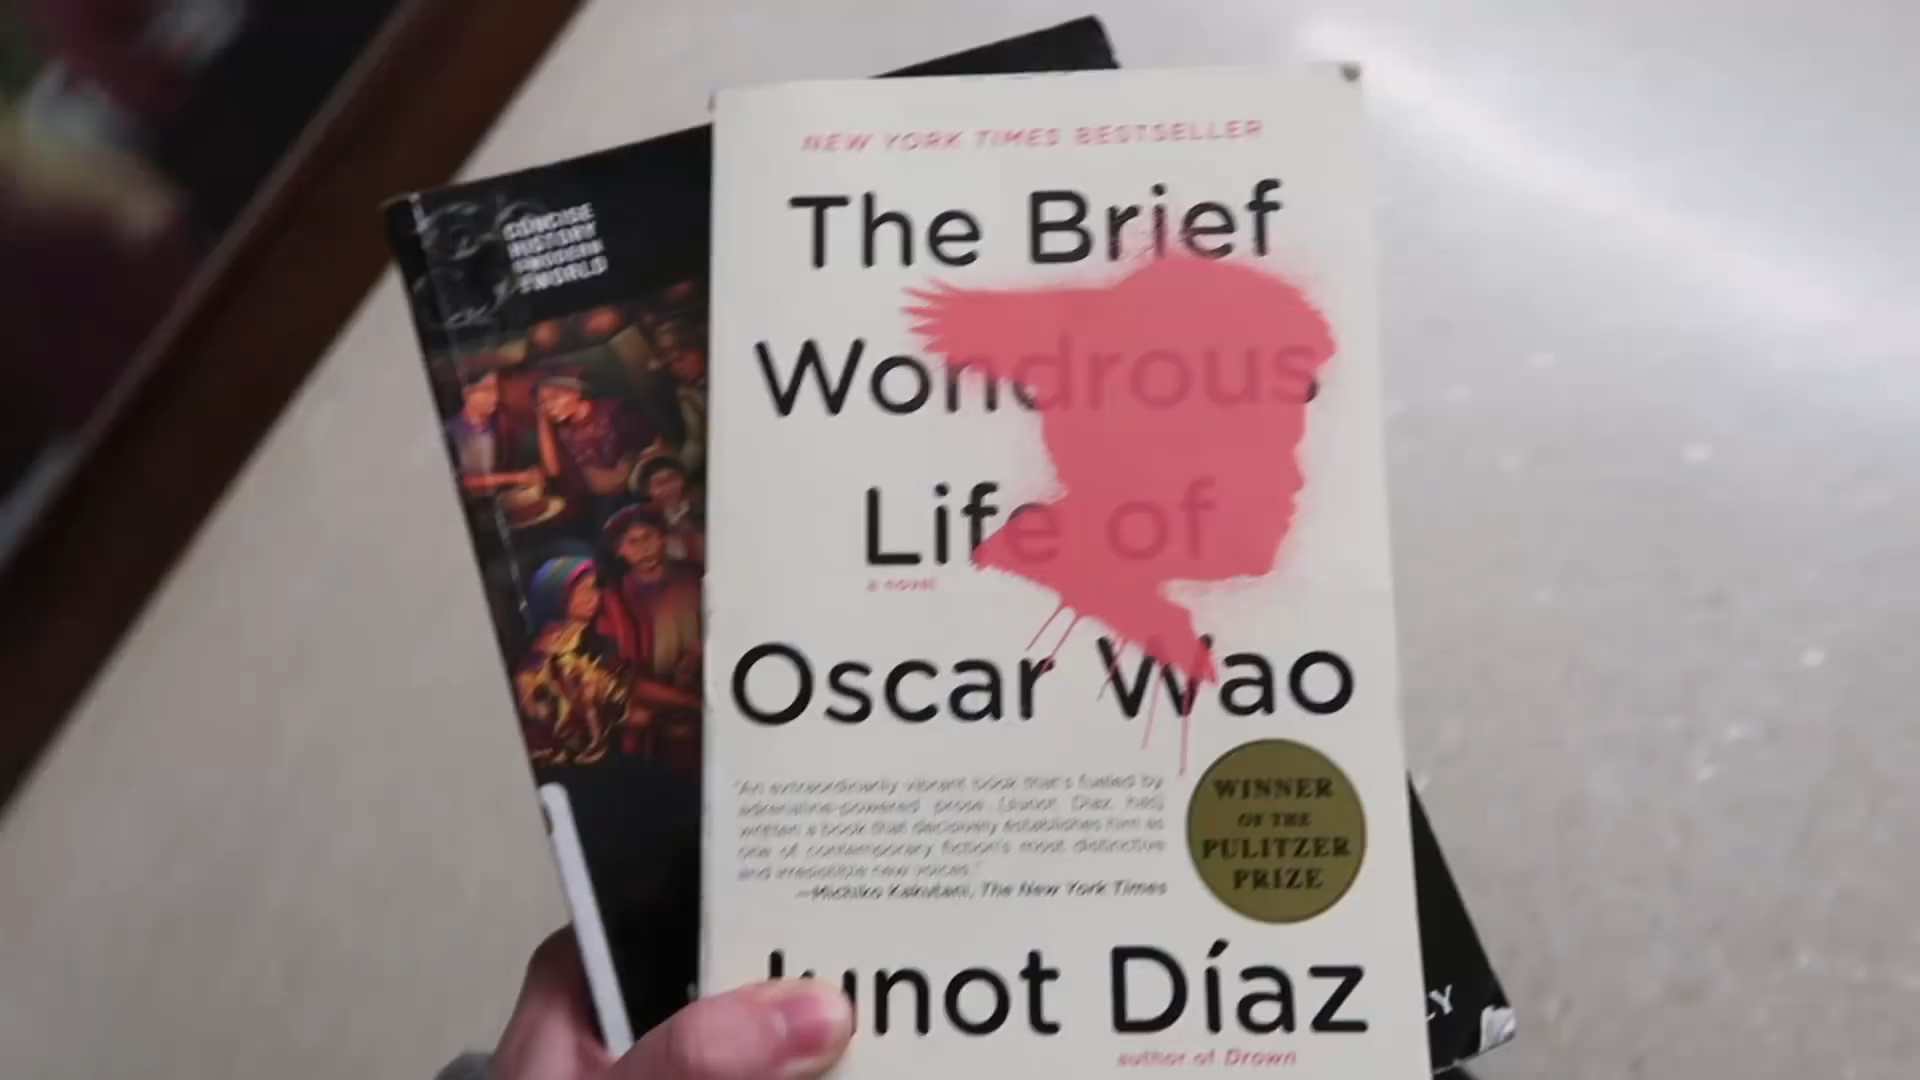 CONCISE
HISTORY
OF MODERN
WORLD
NEW YORK TIMES BESTSELLER
The Brief
Wondrous
Life of
a novel
Oscar Wao
"An extraordinarily vibrant book that's fueled by
adrenaline-powered prose. [Junot Díaz has]
written a book that decisively establishes him as
one of contemporary fiction's most distinctive
and irresistible new voices."
—Michiko Kakutani, The New York Times
WINNER
OF THE
PULITZER
PRIZE
Junot Díaz
author of Drown